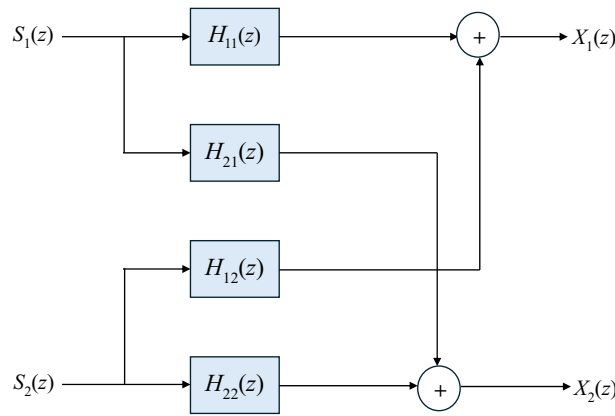 S₁(z) H₁₁(z) + X₁(z)
H₂₁(z)
H₁₂(z)
S₂(z) H₂₂(z) + X₂(z)